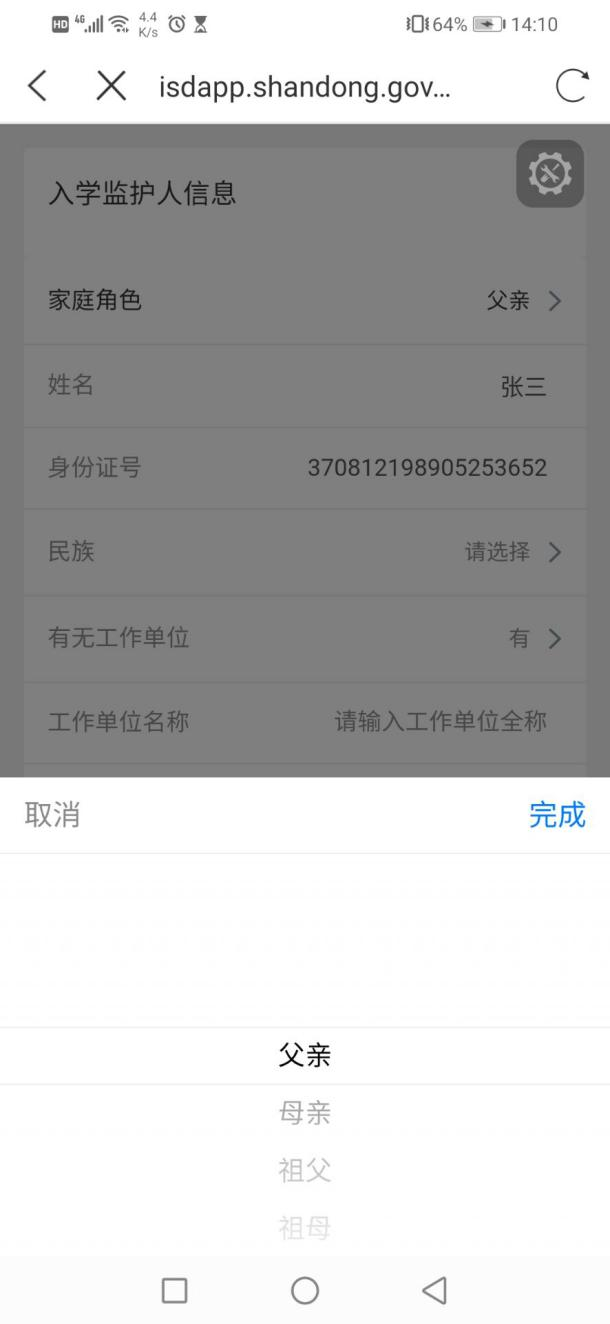 HD 4G 4.4 K/s 64% 14:10
isdapp.shandong.gov...
入学监护人信息
家庭角色 父亲
姓名 张三
身份证号 370812198905253652
民族 请选择
有无工作单位 有
工作单位名称 请输入工作单位全称
取消 完成
父亲
母亲
祖父
祖母